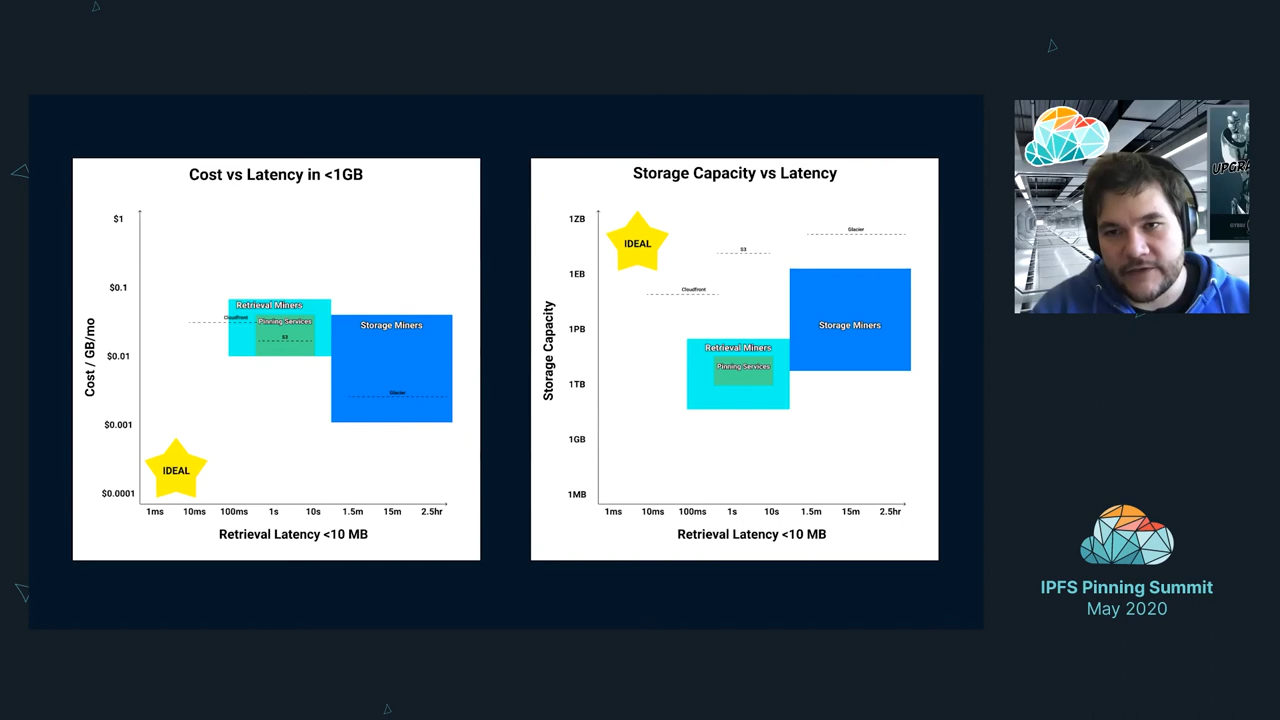 Cost vs Latency in <1GB
$1
$0.1
$0.01
$0.001
$0.0001
Cost / GB/mo
Retrieval Miners
Cloudfront
Pinning Services
S3
Storage Miners
Glacier
IDEAL
1ms 10ms 100ms 1s 10s 1.5m 15m 2.5hr
Retrieval Latency <10 MB
Storage Capacity vs Latency
1ZB
1EB
1PB
1TB
1GB
1MB
Storage Capacity
IDEAL
Glacier
S3
Cloudfront
Storage Miners
Retrieval Miners
Pinning Services
1ms 10ms 100ms 1s 10s 1.5m 15m 2.5hr
Retrieval Latency <10 MB
IPFS Pinning Summit
May 2020